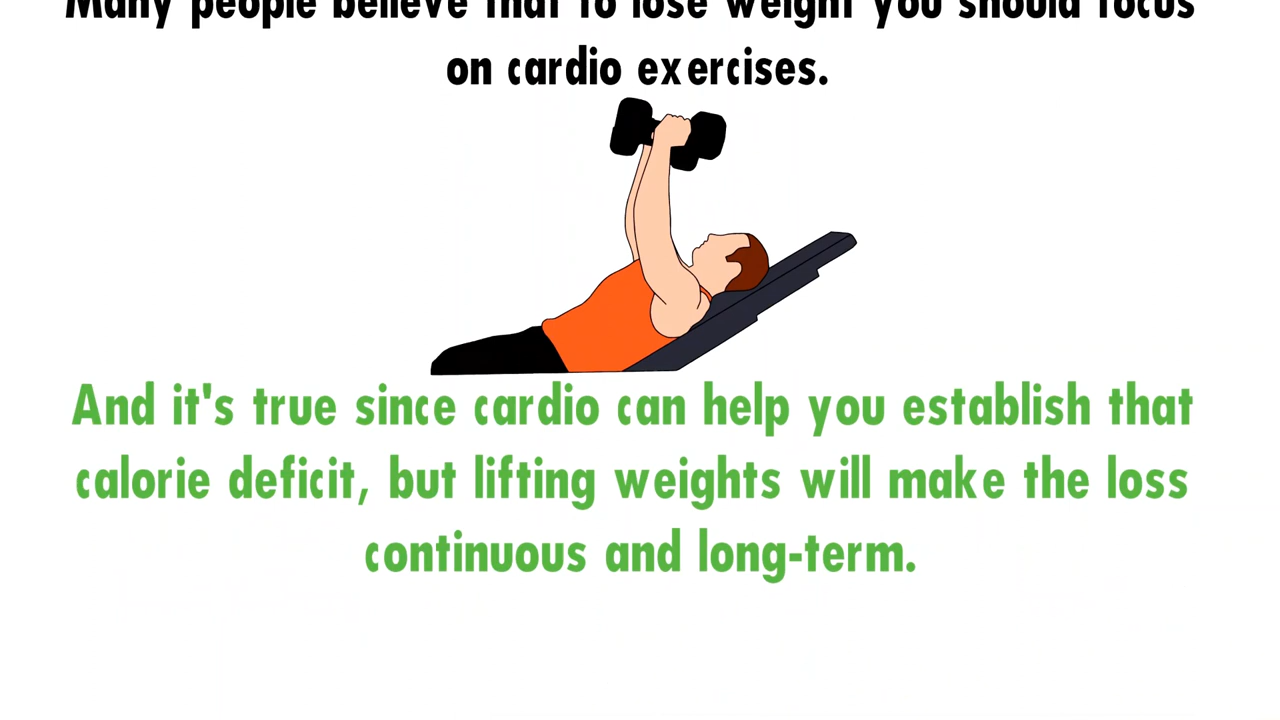 Many people believe that to lose weight you should focus
on cardio exercises.
And it's true since cardio can help you establish that
calorie deficit, but lifting weights will make the loss
continuous and long-term.